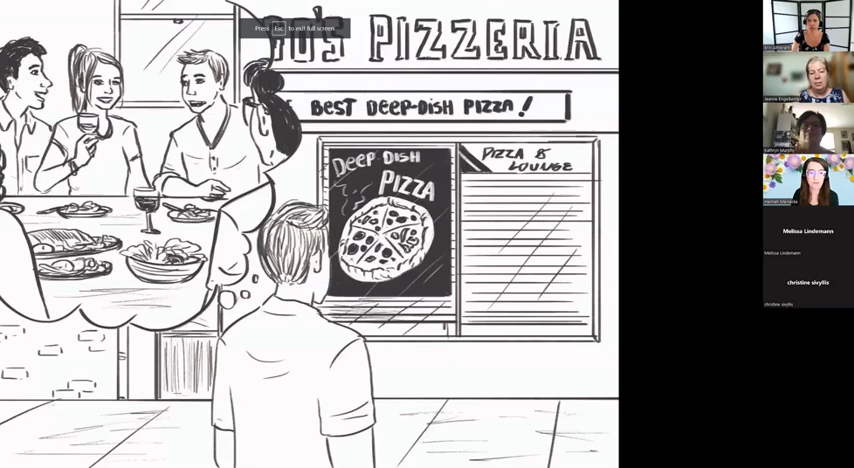 Press Esc to exit full screen
PIZZERIA
BEST DEEP-DISH PIZZA!
DEEP DISH
PIZZA
PIZZA &
LOUNGE
Melissa Lindemann
Melissa Lindemann
christine sivyllis
christine sivyllis